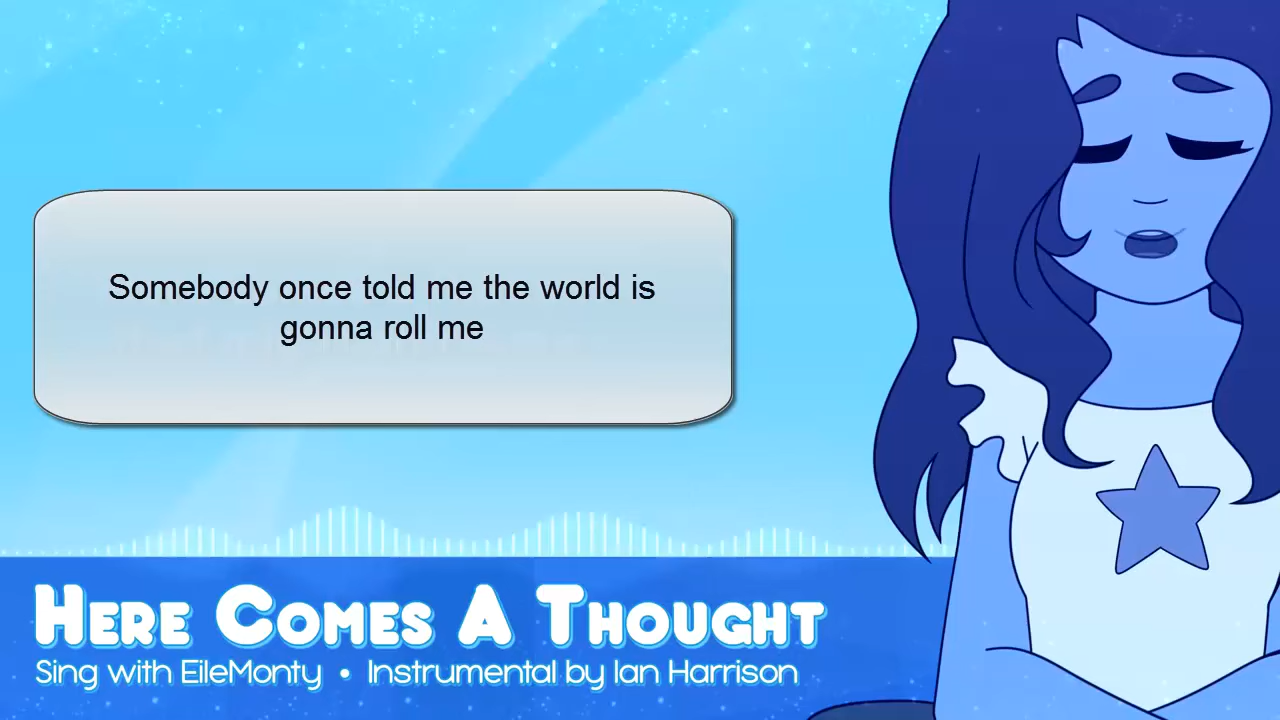 Somebody once told me the world is
gonna roll me
Here Comes A Thought
Sing with EileMonty • Instrumental by Ian Harrison